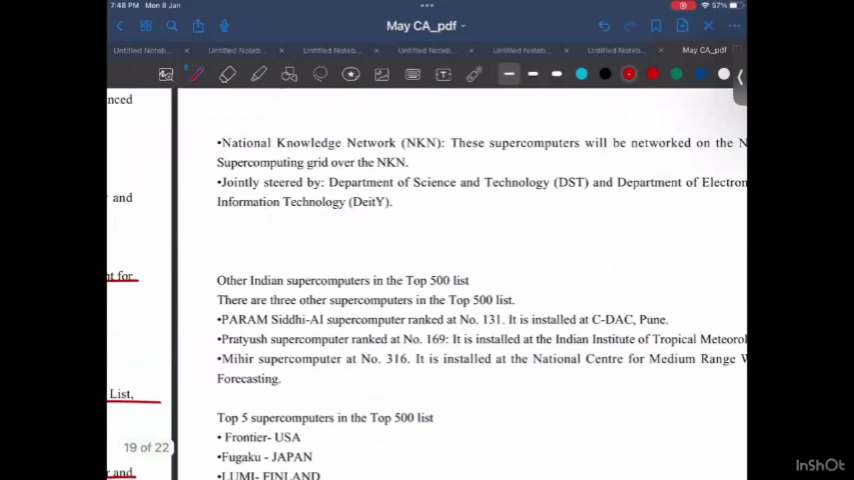 7:48 PM Mon 8 Jan
57%
May CA_pdf
Untitled Noteb...
Untitled Noteb...
Untitled Noteb...
Untitled Noteb...
Untitled Noteb...
Untitled Noteb...
May CA_pdf
nced
and
nt for
List,
and
•National Knowledge Network (NKN): These supercomputers will be networked on the N
Supercomputing grid over the NKN.
•Jointly steered by: Department of Science and Technology (DST) and Department of Electron
Information Technology (DeitY).
Other Indian supercomputers in the Top 500 list
There are three other supercomputers in the Top 500 list.
•PARAM Siddhi-AI supercomputer ranked at No. 131. It is installed at C-DAC, Pune.
•Pratyush supercomputer ranked at No. 169: It is installed at the Indian Institute of Tropical Meteorol
•Mihir supercomputer at No. 316. It is installed at the National Centre for Medium Range W
Forecasting.
Top 5 supercomputers in the Top 500 list
• Frontier- USA
•Fugaku - JAPAN
•LUMI- FINLAND
19 of 22
InShOt